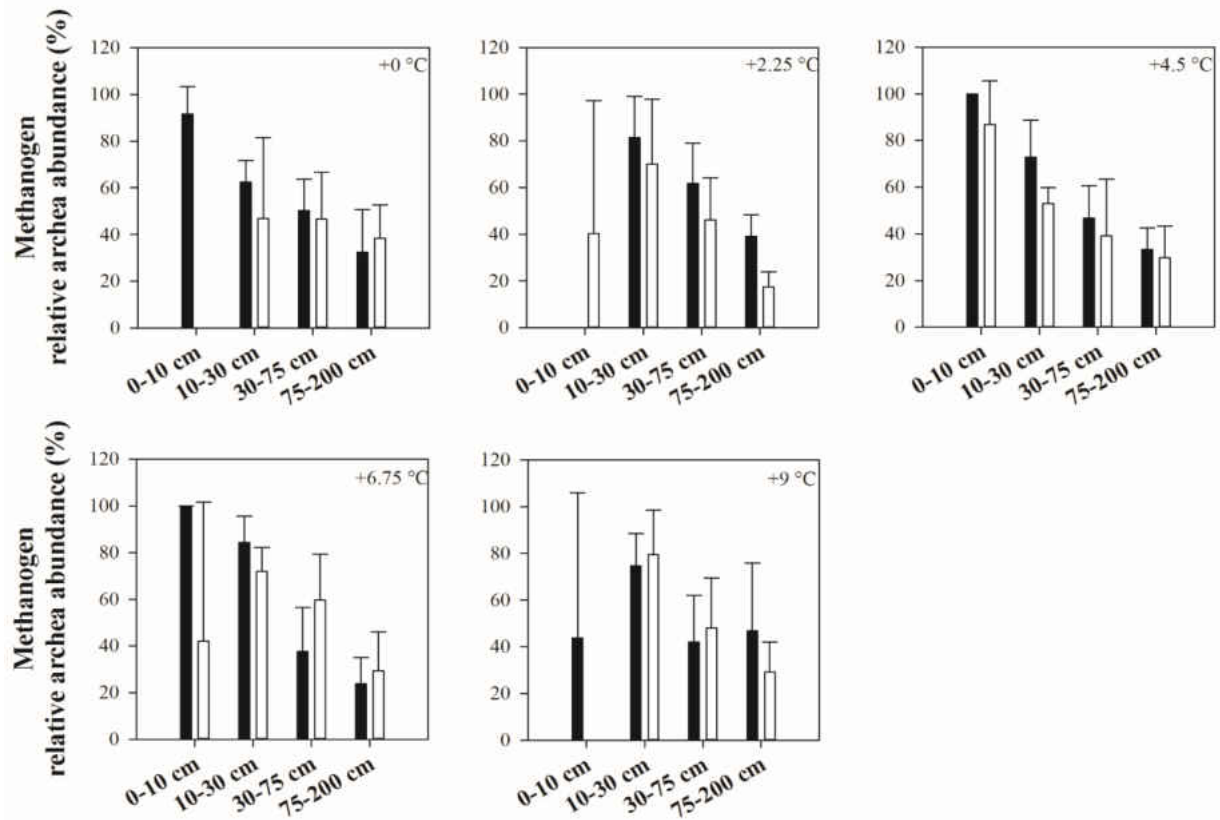 Methanogen
relative archea abundance (%)
120
100
80
60
40
20
0
+0 °C
0-10 cm
10-30 cm
30-75 cm
75-200 cm
120
100
80
60
40
20
0
+2.25 °C
0-10 cm
10-30 cm
30-75 cm
75-200 cm
120
100
80
60
40
20
0
+4.5 °C
0-10 cm
10-30 cm
30-75 cm
75-200 cm
Methanogen
relative archea abundance (%)
120
100
80
60
40
20
0
+6.75 °C
0-10 cm
10-30 cm
30-75 cm
75-200 cm
120
100
80
60
40
20
0
+9 °C
0-10 cm
10-30 cm
30-75 cm
75-200 cm